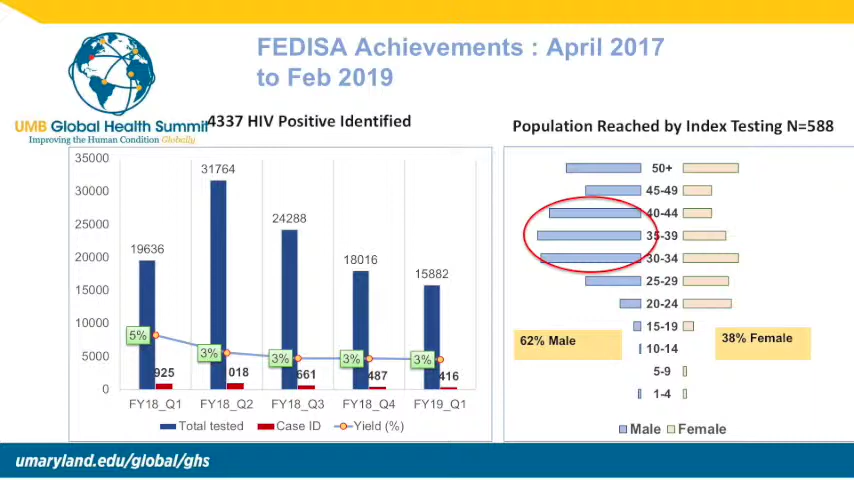 FEDISA Achievements : April 2017
to Feb 2019
UMB Global Health Summit
Improving the Human Condition Globally
4337 HIV Positive Identified
35000
30000
25000
20000
15000
10000
5000
0
19636
31764
24288
18016
15882
5%
3%
3%
3%
3%
925
018
661
487
416
FY18_Q1
FY18_Q2
FY18_Q3
FY18_Q4
FY19_Q1
Total tested
Case ID
Yield (%)
Population Reached by Index Testing N=588
50+
45-49
40-44
35-39
30-34
25-29
20-24
15-19
10-14
5-9
1-4
62% Male
38% Female
Male
Female
umaryland.edu/global/ghs